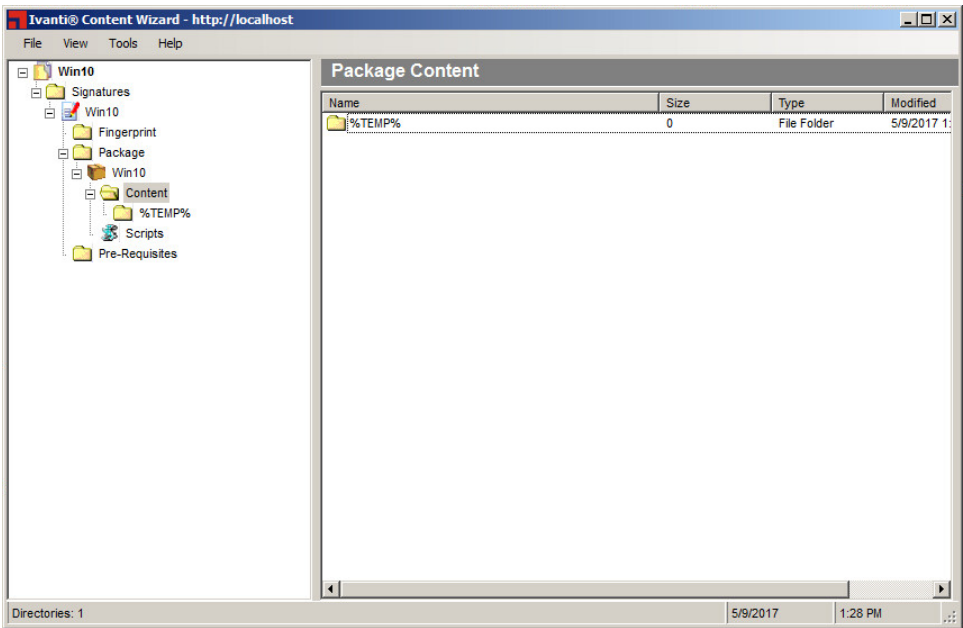 Ivanti® Content Wizard - http://localhost
File View Tools Help
Win10
Signatures
Win10
Fingerprint
Package
Win10
Content
%TEMP%
Scripts
Pre-Requisites
Package Content
Name Size Type Modified
%TEMP% 0 File Folder 5/9/2017 1:
Directories: 1 5/9/2017 1:28 PM